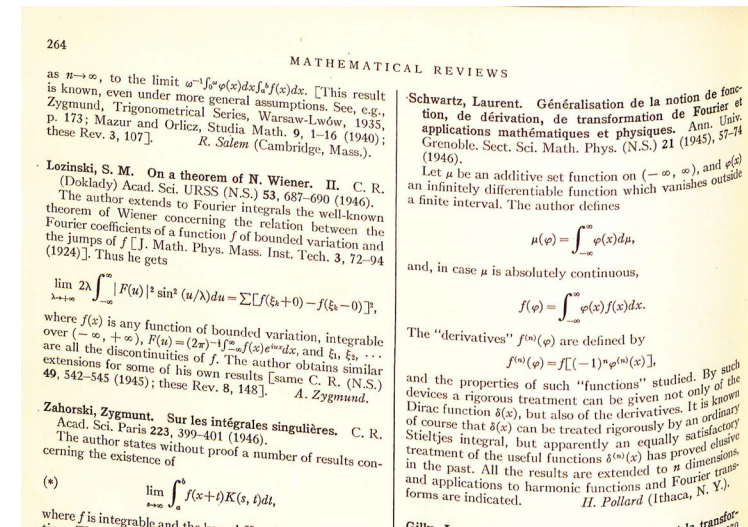 264
MATHEMATICAL REVIEWS
as n→∞, to the limit ω⁻¹∫₀^ω φ(x)dx∫ₐᵇf(x)dx. [This result
is known, even under more general assumptions. See, e.g.,
Zygmund, Trigonometrical Series, Warsaw-Lwów, 1935,
p. 173; Mazur and Orlicz, Studia Math. 9, 1–16 (1940);
these Rev. 3, 107]. R. Salem (Cambridge, Mass.).
Lozinski, S. M. On a theorem of N. Wiener. II. C. R.
(Doklady) Acad. Sci. URSS (N.S.) 53, 687–690 (1946).
The author extends to Fourier integrals the well-known
theorem of Wiener concerning the relation between the
Fourier coefficients of a function f of bounded variation and
the jumps of f [J. Math. Phys. Mass. Inst. Tech. 3, 72–94
(1924)]. Thus he gets
lim_{λ→+∞} 2λ∫_{−∞}^{∞} |F(u)|² sin² (u/λ)du = Σ[f(ξₖ+0)−f(ξₖ−0)]²,
where f(x) is any function of bounded variation, integrable
over (−∞, +∞), F(u) = (2π)⁻¹∫_{−∞}^{∞}f(x)e^{iux}dx, and ξ₁, ξ₂, ···
are all the discontinuities of f. The author obtains similar
extensions for some of his own results [same C. R. (N.S.)
49, 542–545 (1945); these Rev. 8, 148]. A. Zygmund.
Zahorski, Zygmunt. Sur les intégrales singulières. C. R.
Acad. Sci. Paris 223, 399–401 (1946).
The author states without proof a number of results con-
cerning the existence of
(*) lim_{s→∞} ∫ₐᵇ f(x+t)K(s, t)dt,
where f is integrable and the
Schwartz, Laurent. Généralisation de la notion de fonc-
tion, de dérivation, de transformation de Fourier et
applications mathématiques et physiques. Ann. Univ.
Grenoble. Sect. Sci. Math. Phys. (N.S.) 21 (1945), 57–74
(1946).
Let μ be an additive set function on (−∞, ∞), and φ(x)
an infinitely differentiable function which vanishes outside
a finite interval. The author defines
μ(φ) = ∫_{−∞}^{∞} φ(x)dμ,
and, in case μ is absolutely continuous,
f(φ) = ∫_{−∞}^{∞} φ(x)f(x)dx.
The "derivatives" f⁽ⁿ⁾(φ) are defined by
f⁽ⁿ⁾(φ) = f[(−1)ⁿφ⁽ⁿ⁾(x)],
and the properties of such "functions" studied. By such
devices a rigorous treatment can be given not only of the
Dirac function δ(x), but also of the derivatives. It is known
of course that δ(x) can be treated rigorously by an ordinary
Stieltjes integral, but apparently an equally satisfactory
treatment of the useful functions δ⁽ⁿ⁾(x) has proved elusive
in the past. All the results are extended to n dimensions,
and applications to harmonic functions and Fourier trans-
forms are indicated. H. Pollard (Ithaca, N. Y.).
transfor-